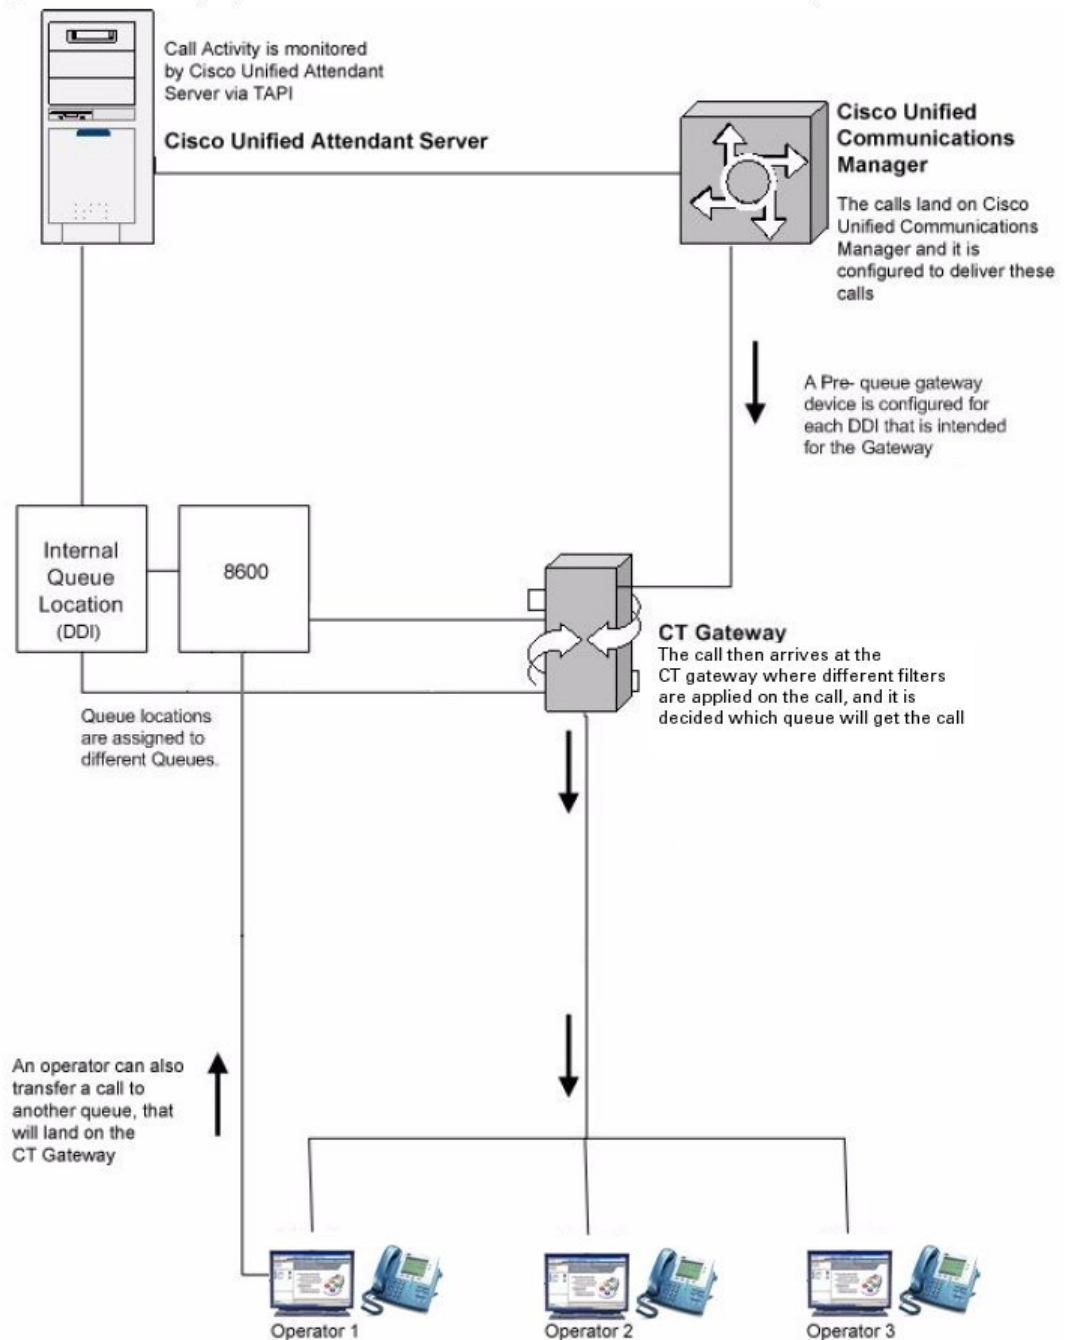 Call Activity is monitored
by Cisco Unified Attendant
Server via TAPI
Cisco Unified Attendant Server
Cisco Unified
Communications
Manager
The calls land on Cisco
Unified Communications
Manager and it is
configured to deliver these
calls
A Pre- queue gateway
device is configured for
each DDI that is intended
for the Gateway
Internal
Queue
Location
(DDI)
8600
CT Gateway
The call then arrives at the
CT gateway where different filters
are applied on the call, and it is
decided which queue will get the call
Queue locations
are assigned to
different Queues.
An operator can also
transfer a call to
another queue, that
will land on the
CT Gateway
Operator 1
Operator 2
Operator 3